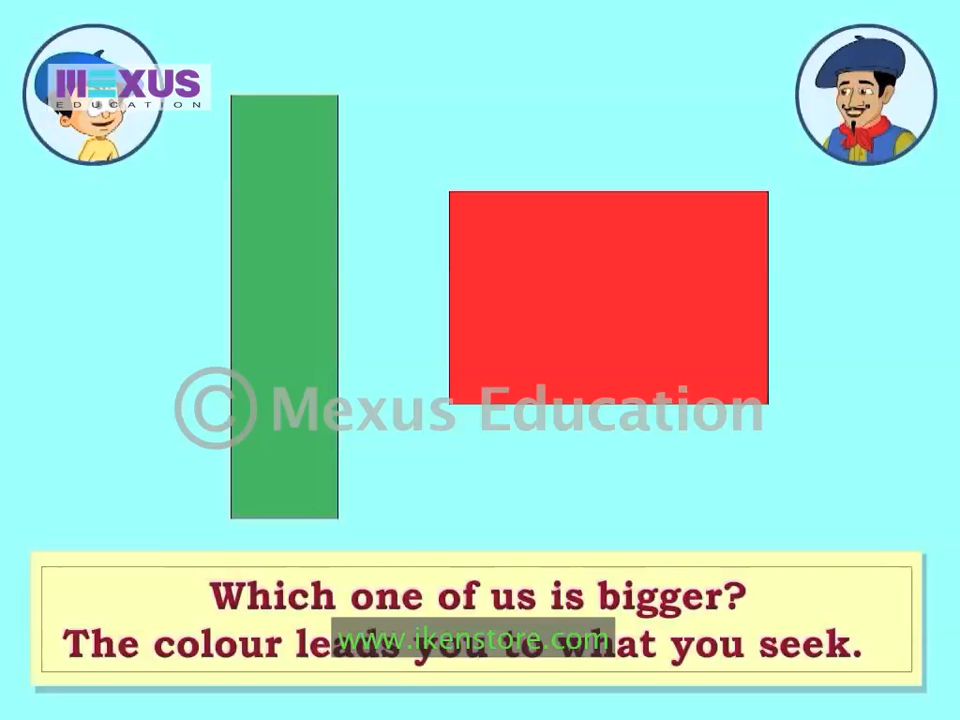 MEXUS
EDUCATION
© Mexus Education
Which one of us is bigger?
The colour leads you to what you seek.
www.ikenstore.com